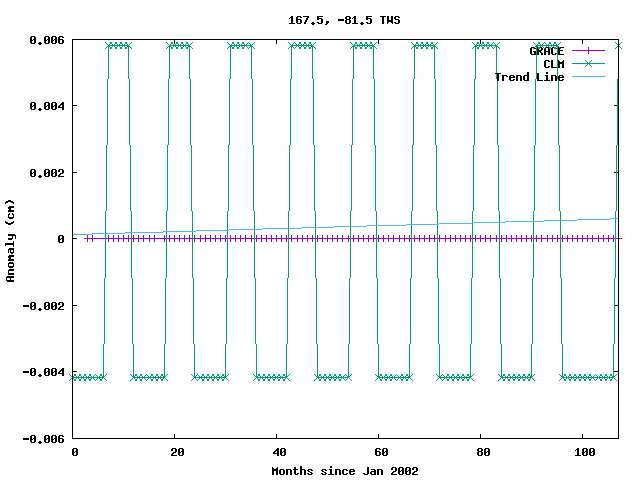 167.5, -81.5 TWS
GRACE
CLM
Trend Line
0.006
0.004
0.002
0
-0.002
-0.004
-0.006
Anomaly (cm)
0 20 40 60 80 100
Months since Jan 2002